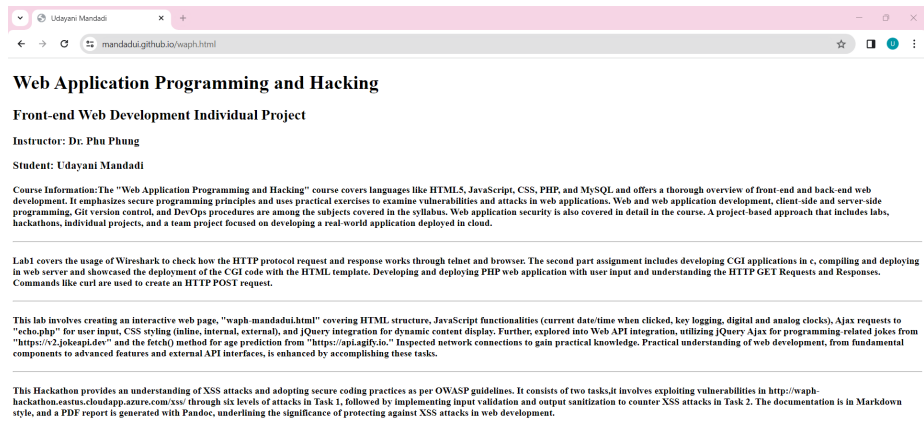 Udayani Mandadi
mandadui.github.io/waph.html
U
Web Application Programming and Hacking
Front-end Web Development Individual Project
Instructor: Dr. Phu Phung
Student: Udayani Mandadi
Course Information:The "Web Application Programming and Hacking" course covers languages like HTML5, JavaScript, CSS, PHP, and MySQL and offers a thorough overview of front-end and back-end web
development. It emphasizes secure programming principles and uses practical exercises to examine vulnerabilities and attacks in web applications. Web and web application development, client-side and server-side
programming, Git version control, and DevOps procedures are among the subjects covered in the syllabus. Web application security is also covered in detail in the course. A project-based approach that includes labs,
hackathons, individual projects, and a team project focused on developing a real-world application deployed in cloud.
Lab1 covers the usage of Wireshark to check how the HTTP protocol request and response works through telnet and browser. The second part assignment includes developing CGI applications in c, compiling and deploying
in web server and showcased the deployment of the CGI code with the HTML template. Developing and deploying PHP web application with user input and understanding the HTTP GET Requests and Responses.
Commands like curl are used to create an HTTP POST request.
This lab involves creating an interactive web page, "waph-mandadui.html" covering HTML structure, JavaScript functionalities (current date/time when clicked, key logging, digital and analog clocks), Ajax requests to
"echo.php" for user input, CSS styling (inline, internal, external), and jQuery integration for dynamic content display. Further, explored into Web API integration, utilizing jQuery Ajax for programming-related jokes from
"https://v2.jokeapi.dev" and the fetch() method for age prediction from "https://api.agify.io." Inspected network connections to gain practical knowledge. Practical understanding of web development, from fundamental
components to advanced features and external API interfaces, is enhanced by accomplishing these tasks.
This Hackathon provides an understanding of XSS attacks and adopting secure coding practices as per OWASP guidelines. It consists of two tasks,it involves exploiting vulnerabilities in http://waph-
hackathon.eastus.cloudapp.azure.com/xss/ through six levels of attacks in Task 1, followed by implementing input validation and output sanitization to counter XSS attacks in Task 2. The documentation is in Markdown
style, and a PDF report is generated with Pandoc, underlining the significance of protecting against XSS attacks in web development.